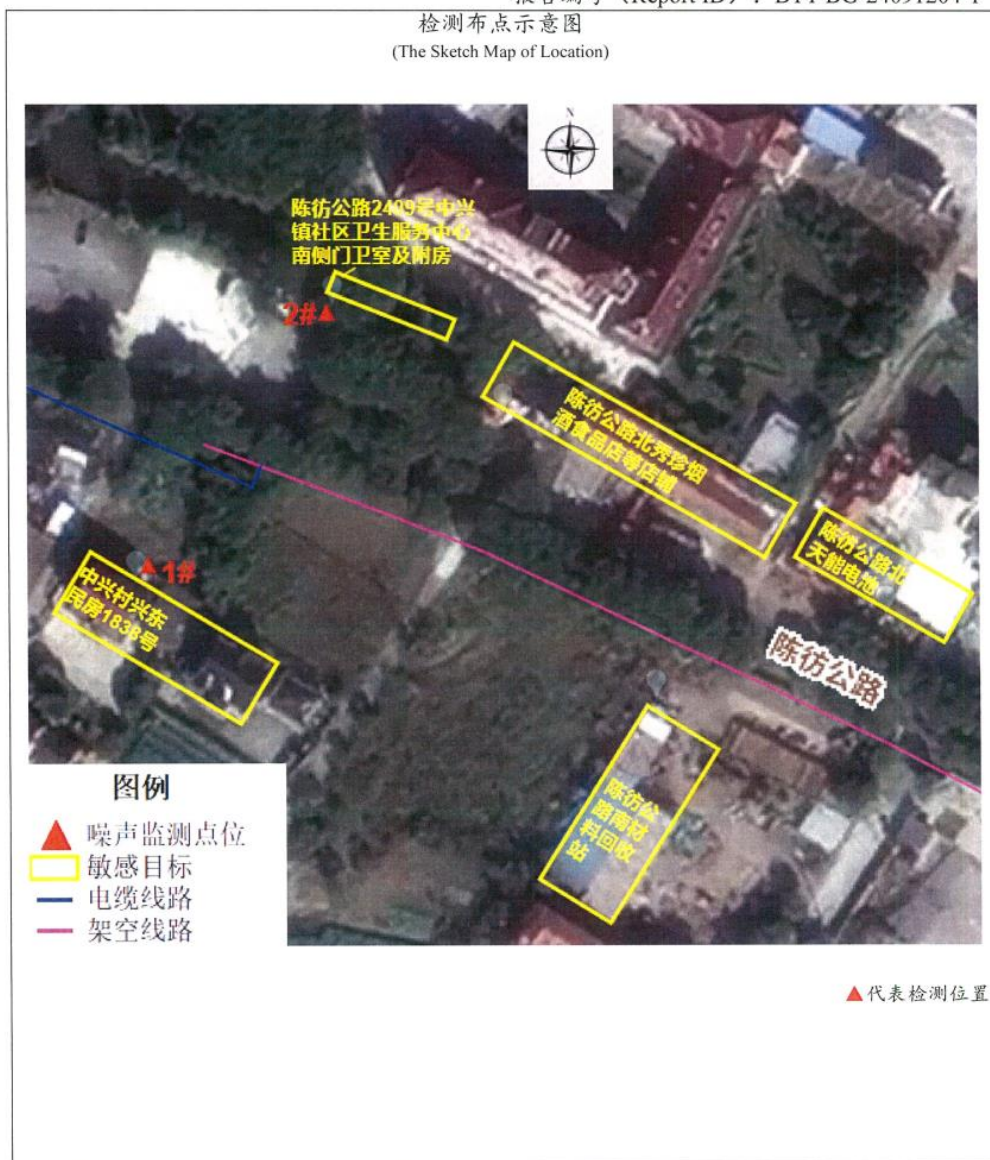 检测布点示意图
(The Sketch Map of Location)
N
陈彷公路2409号中兴
镇社区卫生服务中心
南侧门卫室及附房
2#
陈彷公路北秀珍烟
酒食品店等店铺
陈彷公路北
天能电池
1#
中兴村兴东
民房1838号
陈彷公路
陈彷公
路南材
料回收
站
图例
噪声监测点位
敏感目标
电缆线路
架空线路
▲代表检测位置